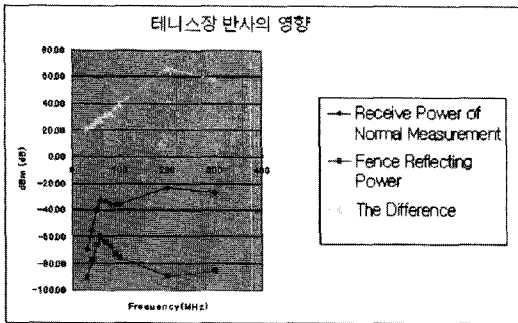 테니스장 반사의 영향
80.00
60.00
40.00
20.00
0.00
-20.00
-40.00
-60.00
-80.00
-100.00
0 100 200 300 400
dBm (dB)
Frequency(MHz)
Receive Power of
Normal Measurement
Fence Reflecting
Power
The Difference